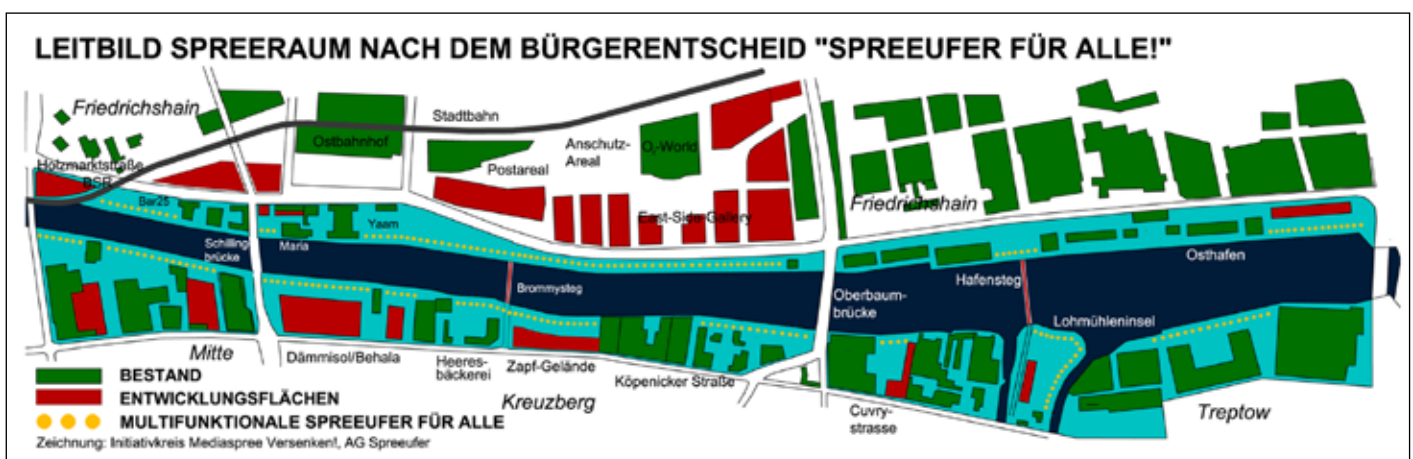 LEITBILD SPREERAUM NACH DEM BÜRGERENTSCHEID "SPREEUFER FÜR ALLE!"
Friedrichshain
Stadtbahn
Ostbahnhof
Anschutz-
Areal
O₂-World
Holzmarktstraße
BSR
Postareal
Bar25
Friedrichshain
East-Side-Gallery
Yaam
Schilling-
brücke
Maria
Osthafen
Hafensteg
Brommysteg
Oberbaum-
brücke
Lohmühleninsel
Mitte
Dämmisol/Behala
Heeres-
bäckerei
Zapf-Gelände
Köpenicker Straße
Kreuzberg
Cuvry-
strasse
Treptow
BESTAND
ENTWICKLUNGSFLÄCHEN
MULTIFUNKTIONALE SPREEUFER FÜR ALLE
Zeichnung: Initiativkreis Mediaspree Versenken!, AG Spreeufer